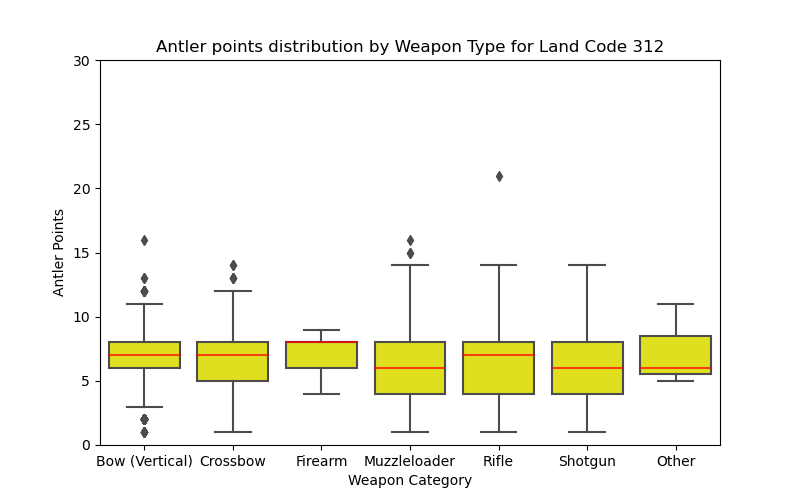 Antler points distribution by Weapon Type for Land Code 312
30
25
20
15
10
5
0
Antler Points
Bow (Vertical) Crossbow Firearm Muzzleloader Rifle Shotgun Other
Weapon Category